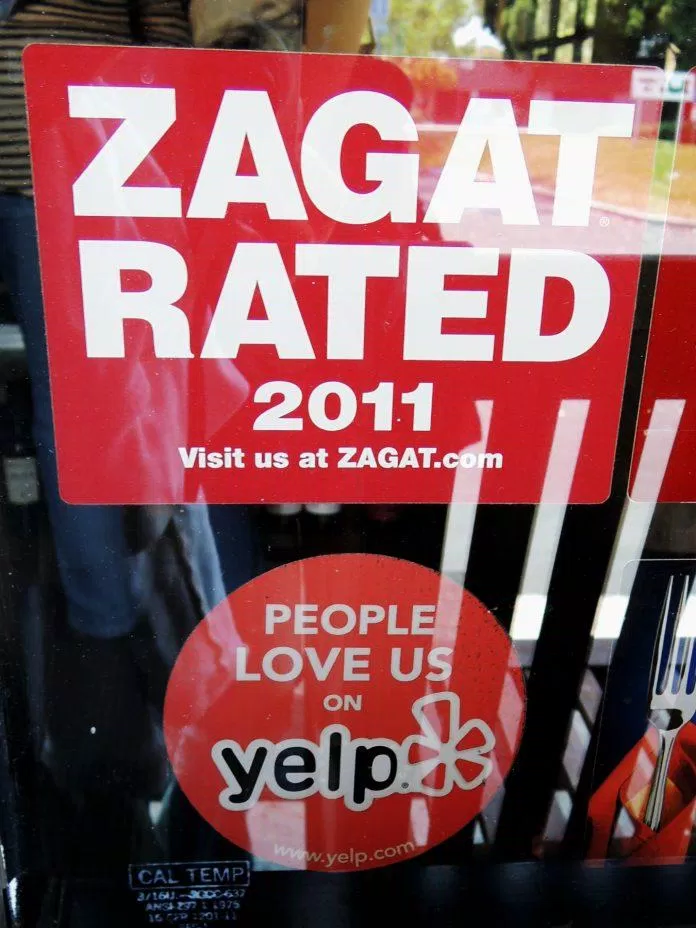 ZAGAT
RATED
2011
Visit us at ZAGAT.com
PEOPLE
LOVE US
ON
yelp
www.yelp.com
CAL TEMP